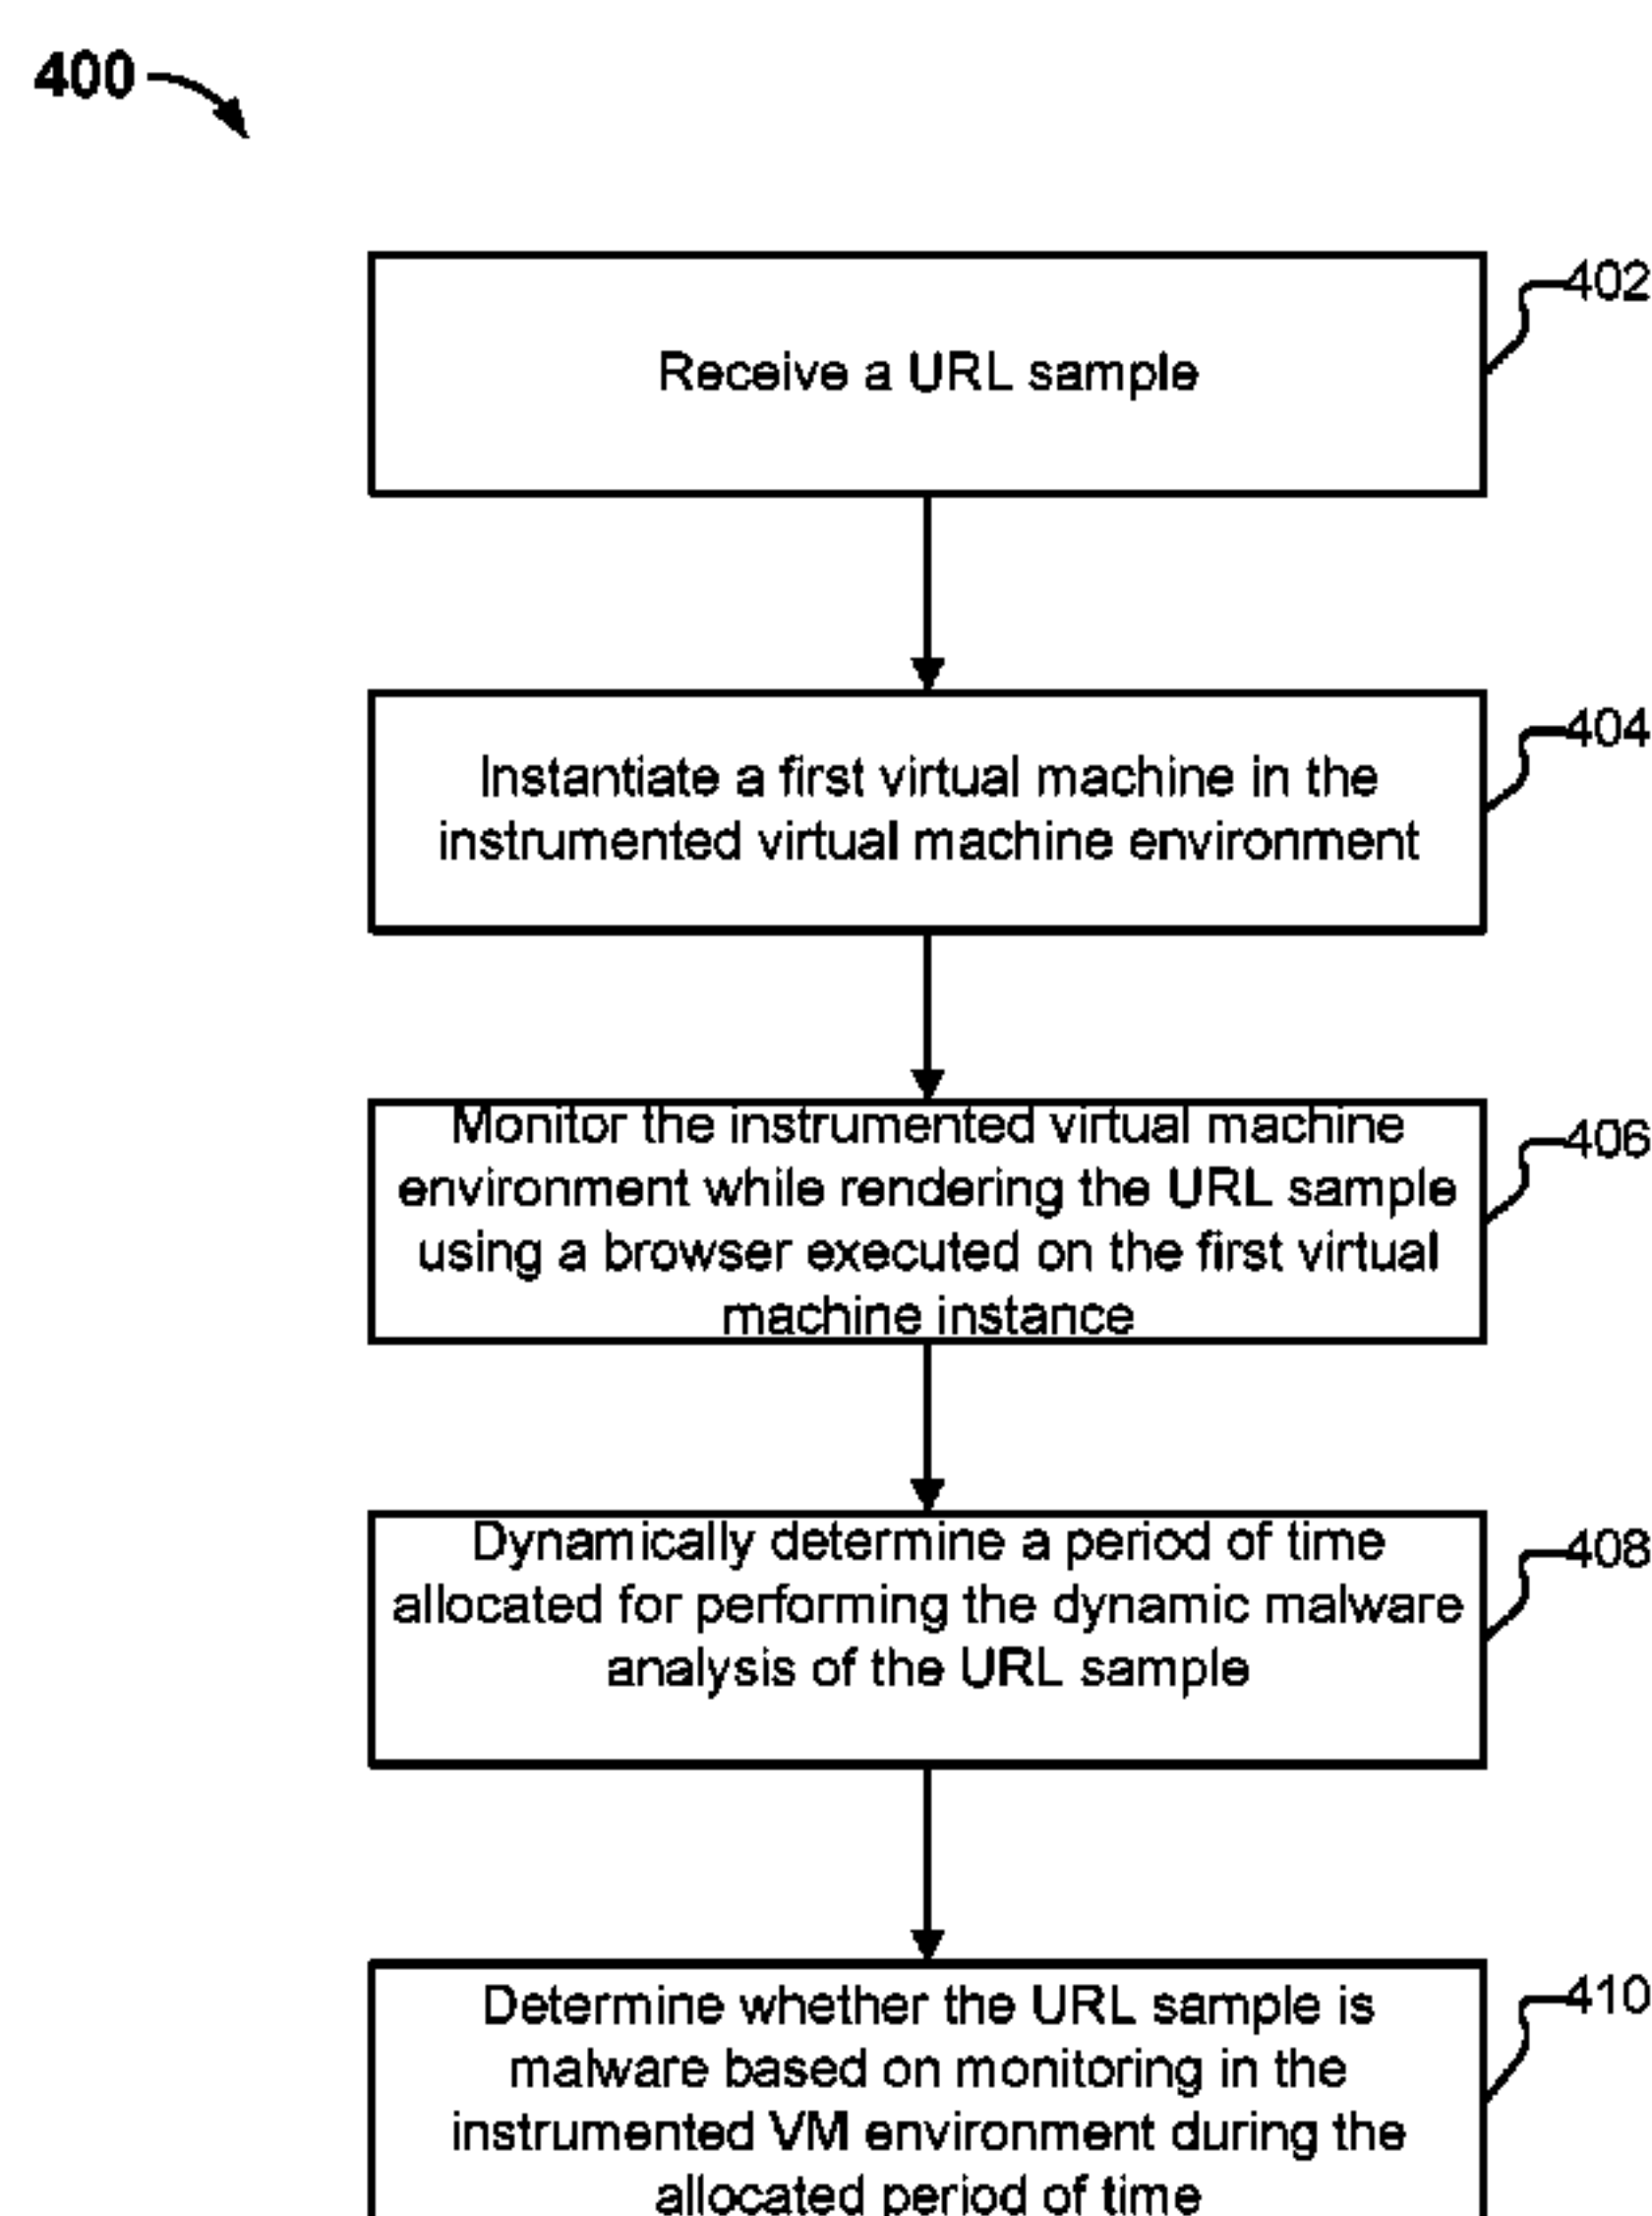 400
402
Receive a URL sample
404
Instantiate a first virtual machine in the
instrumented virtual machine environment
406
Monitor the instrumented virtual machine
environment while rendering the URL sample
using a browser executed on the first virtual
machine instance
408
Dynamically determine a period of time
allocated for performing the dynamic malware
analysis of the URL sample
410
Determine whether the URL sample is
malware based on monitoring in the
instrumented VM environment during the
allocated period of time